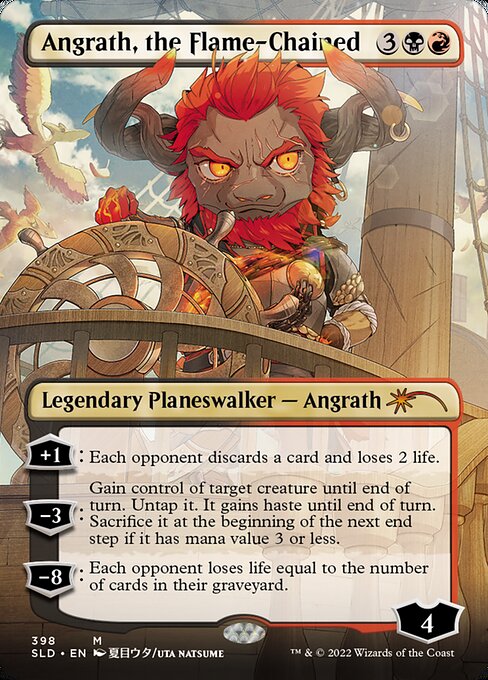 Angrath, the Flame-Chained 3
Legendary Planeswalker — Angrath
+1: Each opponent discards a card and loses 2 life.
Gain control of target creature until end of
−3: turn. Untap it. It gains haste until end of turn.
Sacrifice it at the beginning of the next end
step if it has mana value 3 or less.
−8: Each opponent loses life equal to the number
of cards in their graveyard.
4
398 M
SLD • EN 夏目ウタ/UTA NATSUME
™ & © 2022 Wizards of the Coast